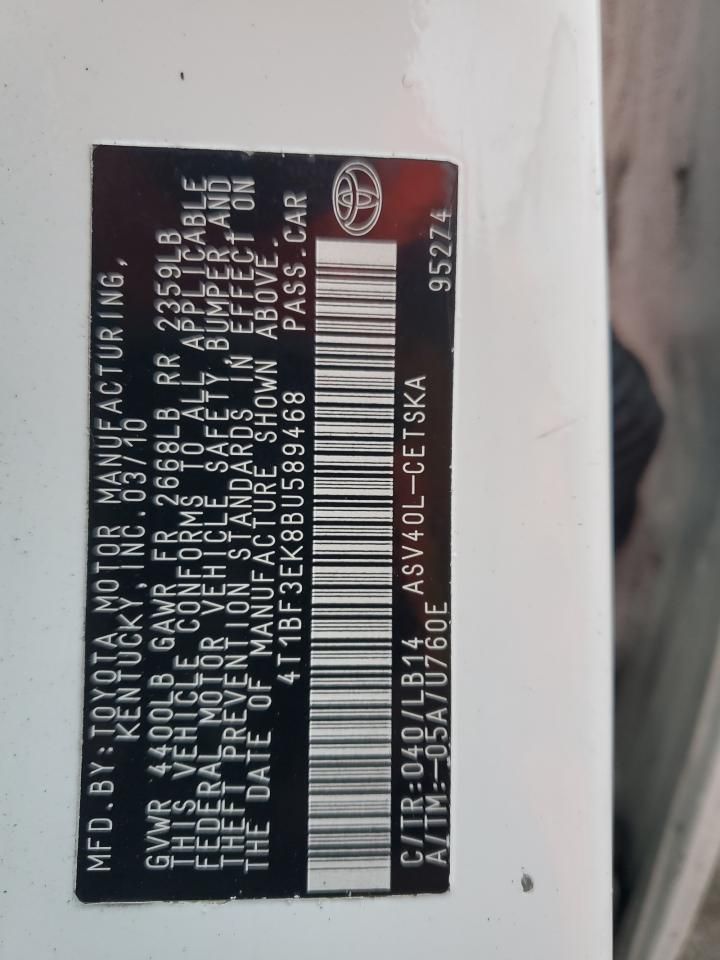 MFD.BY:TOYOTA MOTOR MANUFACTURING,
KENTUCKY,INC.03/10
GVWR 4400LB GAWR FR 2668LB RR 2359LB
THIS VEHICLE CONFORMS TO ALL APPLICABLE
FEDERAL MOTOR VEHICLE SAFETY,BUMPER,AND
THEFT PREVENTION STANDARDS IN EFFECT ON
THE DATE OF MANUFACTURE SHOWN ABOVE.
4T1BF3EK8BU589468 PASS.CAR
C/TR:040/LB14 ASV40L-CETSKA
A/TM:-05A/U760E 95274